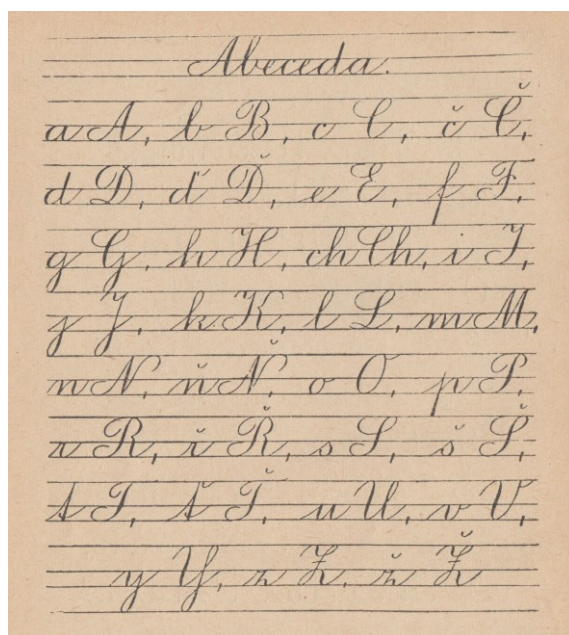 Abeceda.
a A, b B, c C, č Č,
d D, ď Ď, e E, f F,
g G, h H, ch Ch, i I,
j J, k K, l L, m M,
n N, ň Ň, o O, p P,
r R, ř Ř, s S, š Š,
t T, ť Ť, u U, v V,
y Y, z Z, ž Ž